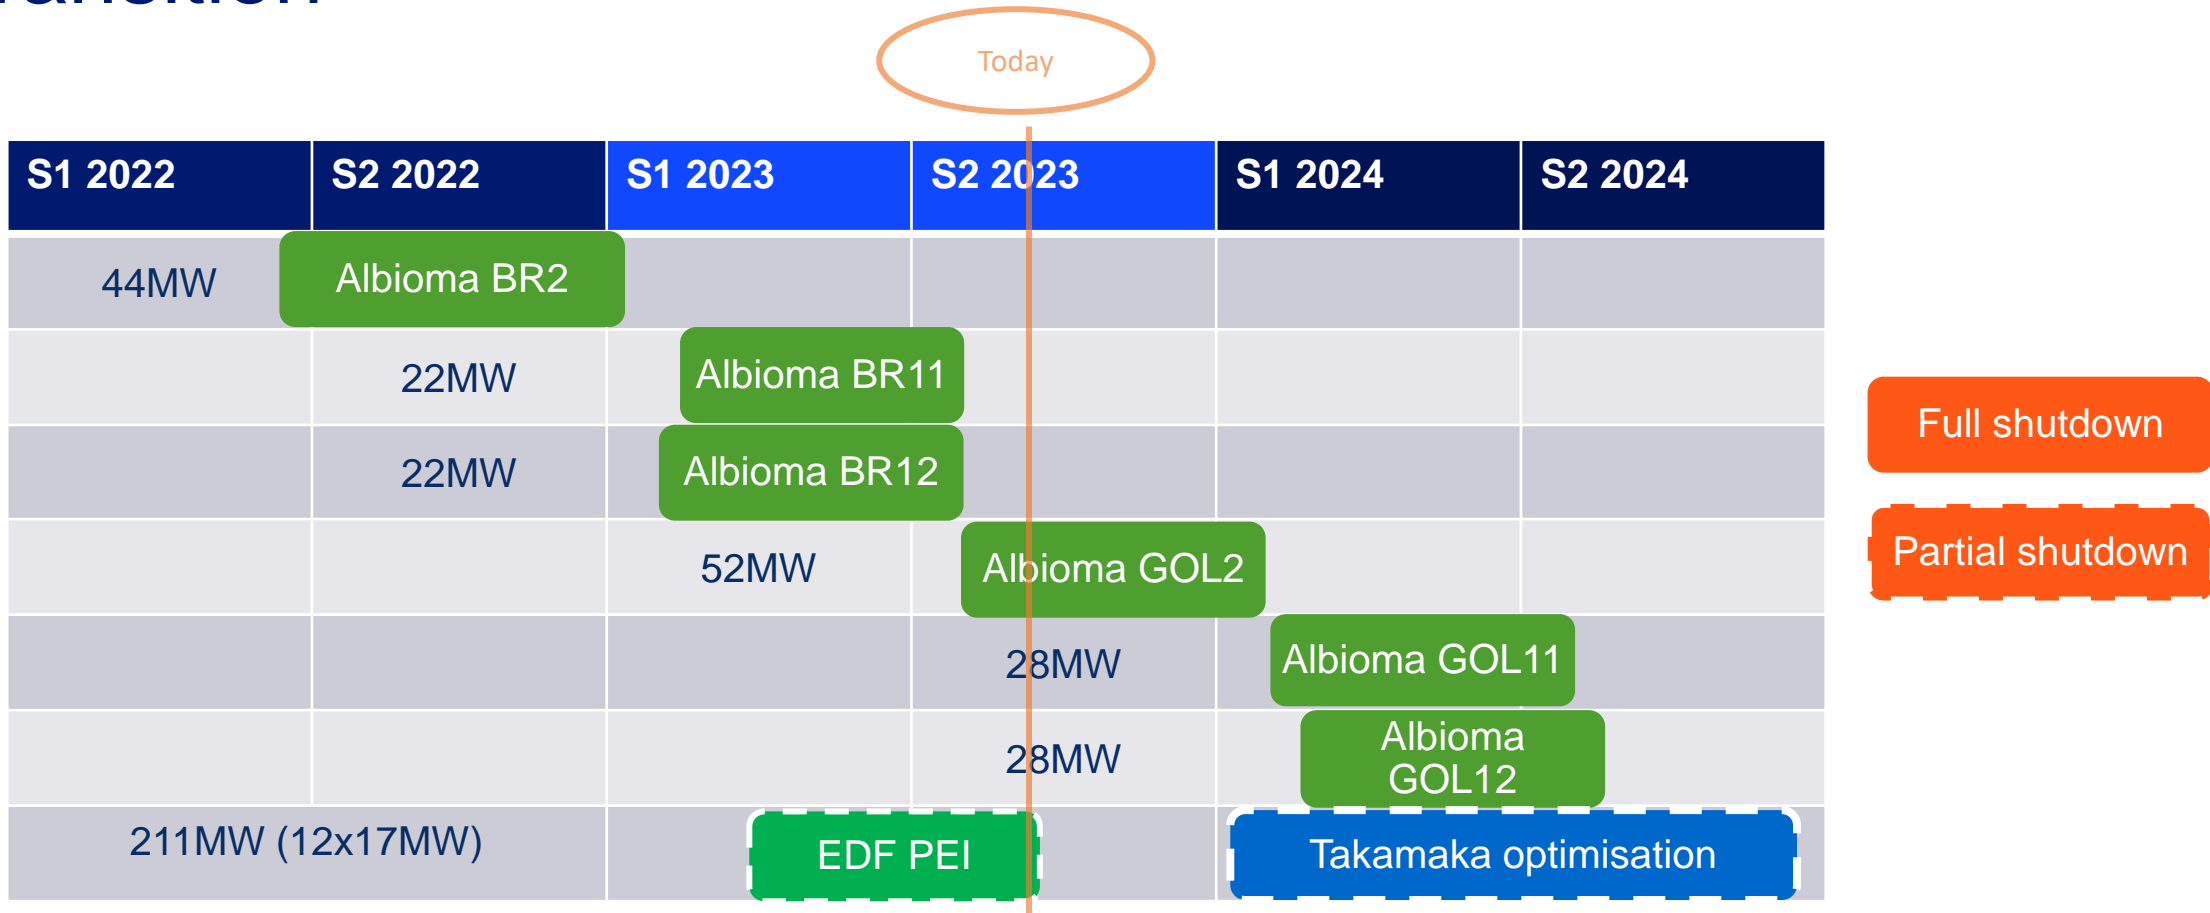 Today
S1 2022 S2 2022 S1 2023 S2 2023 S1 2024 S2 2024
44MW Albioma BR2
22MW Albioma BR11
22MW Albioma BR12
52MW Albioma GOL2
28MW Albioma GOL11
28MW Albioma
GOL12
211MW (12x17MW) EDF PEI Takamaka optimisation
Full shutdown
Partial shutdown